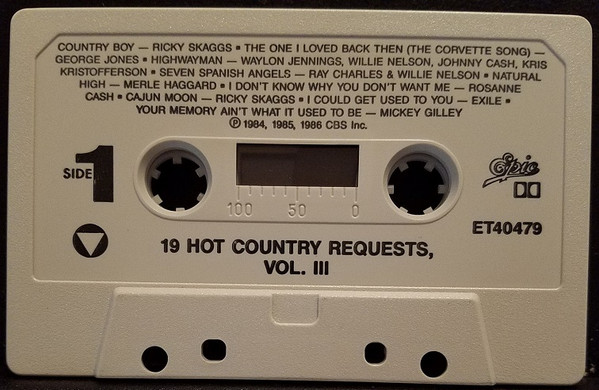 COUNTRY BOY — RICKY SKAGGS ▪ THE ONE I LOVED BACK THEN (THE CORVETTE SONG) —
GEORGE JONES ▪ HIGHWAYMAN — WAYLON JENNINGS, WILLIE NELSON, JOHNNY CASH, KRIS
KRISTOFFERSON ▪ SEVEN SPANISH ANGELS — RAY CHARLES & WILLIE NELSON ▪ NATURAL
HIGH — MERLE HAGGARD ▪ I DON'T KNOW WHY YOU DON'T WANT ME — ROSANNE
CASH ▪ CAJUN MOON — RICKY SKAGGS ▪ I COULD GET USED TO YOU — EXILE ▪
YOUR MEMORY AIN'T WHAT IT USED TO BE — MICKEY GILLEY
Ⓟ 1984, 1985, 1986 CBS Inc.
SIDE 1
100 50 0
Epic
ET40479
19 HOT COUNTRY REQUESTS,
VOL. III